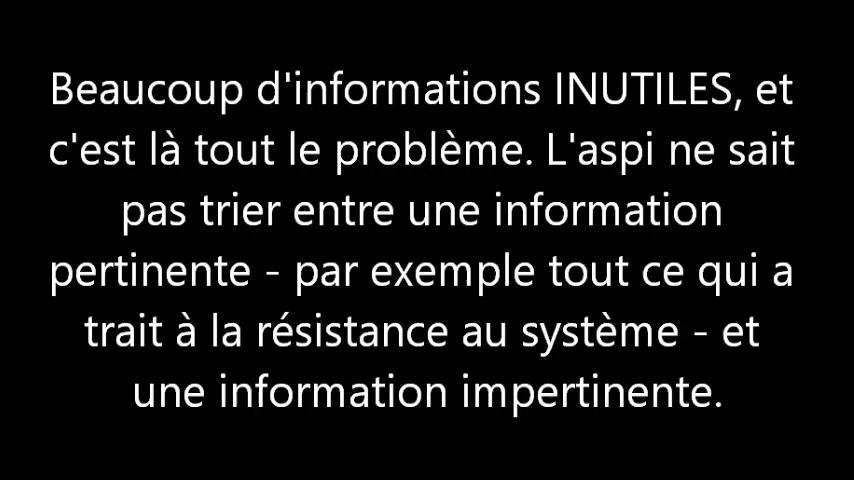 Beaucoup d'informations INUTILES, et
c'est là tout le problème. L'aspi ne sait
pas trier entre une information
pertinente - par exemple tout ce qui a
trait à la résistance au système - et
une information impertinente.